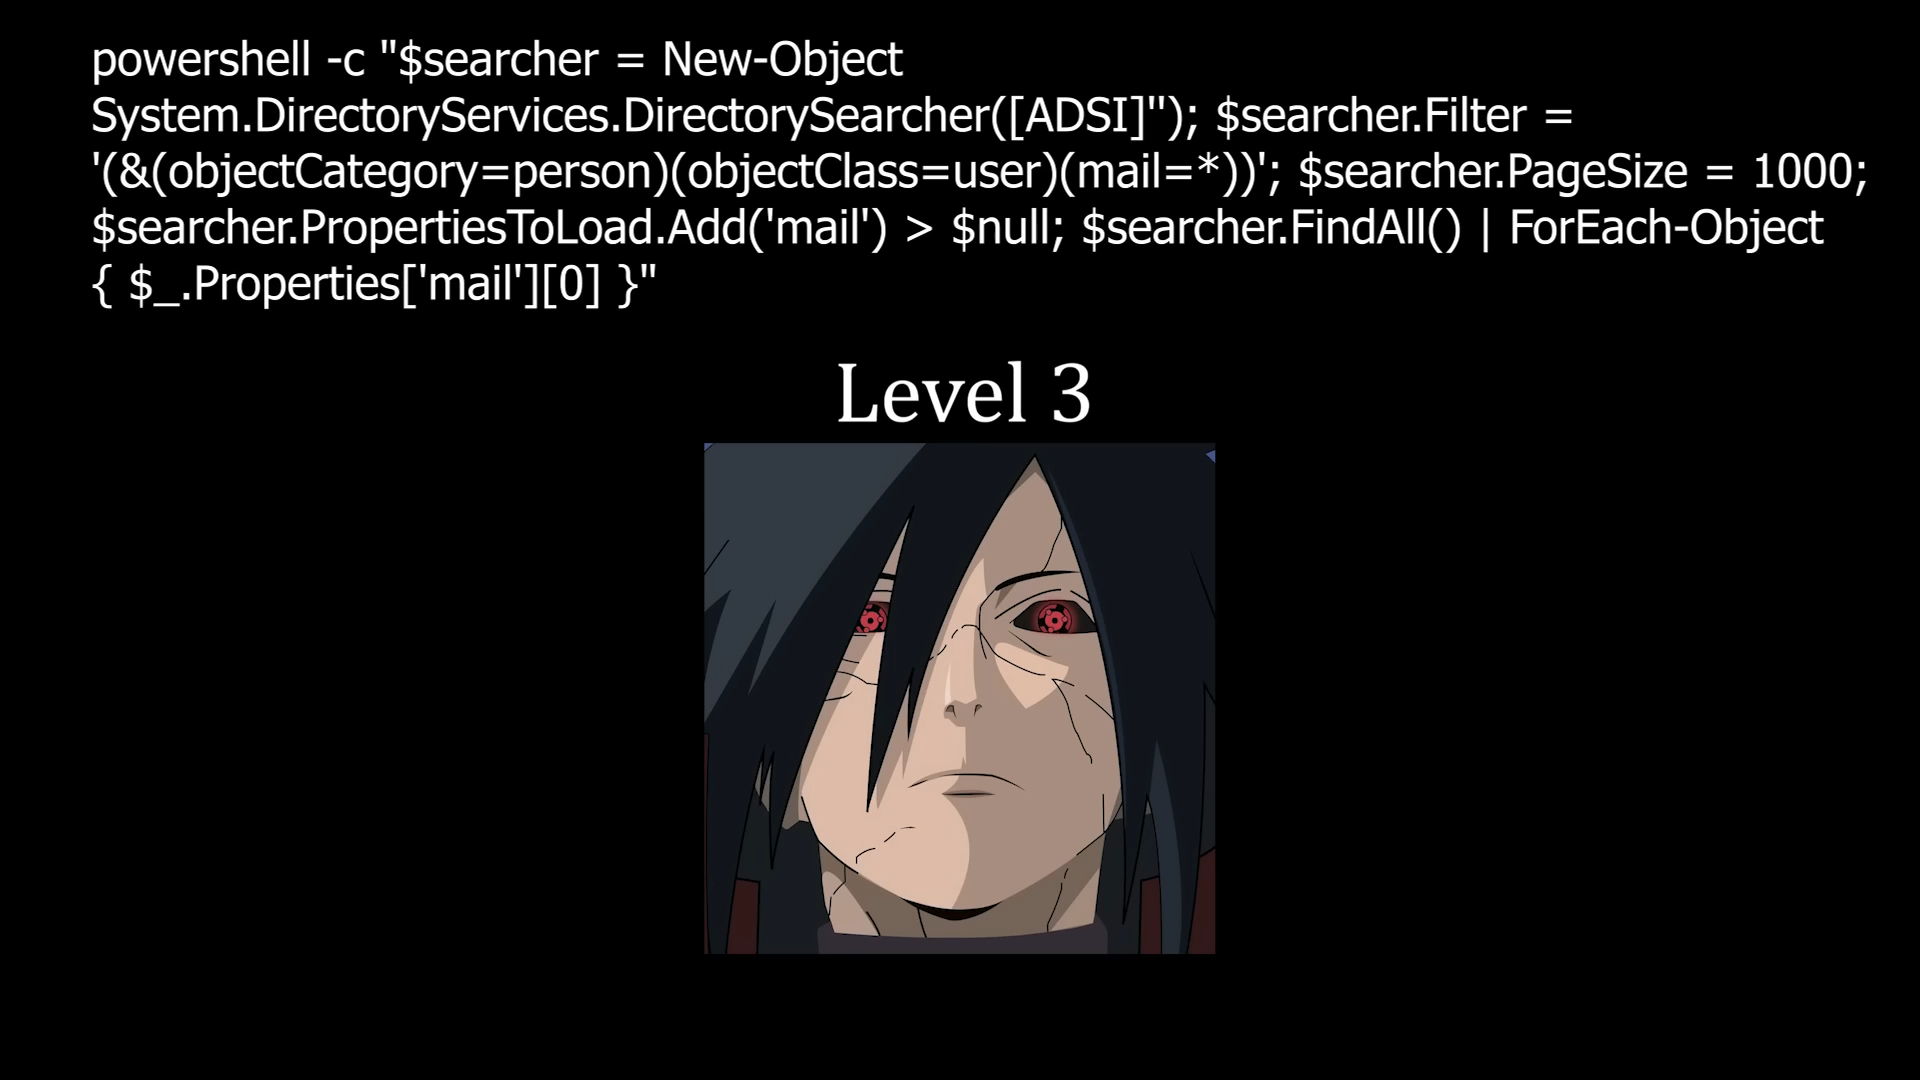 powershell -c "$searcher = New-Object
System.DirectoryServices.DirectorySearcher([ADSI]''); $searcher.Filter =
'(&(objectCategory=person)(objectClass=user)(mail=*))'; $searcher.PageSize = 1000;
$searcher.PropertiesToLoad.Add('mail') > $null; $searcher.FindAll() | ForEach-Object
{ $_.Properties['mail'][0] }"
Level 3